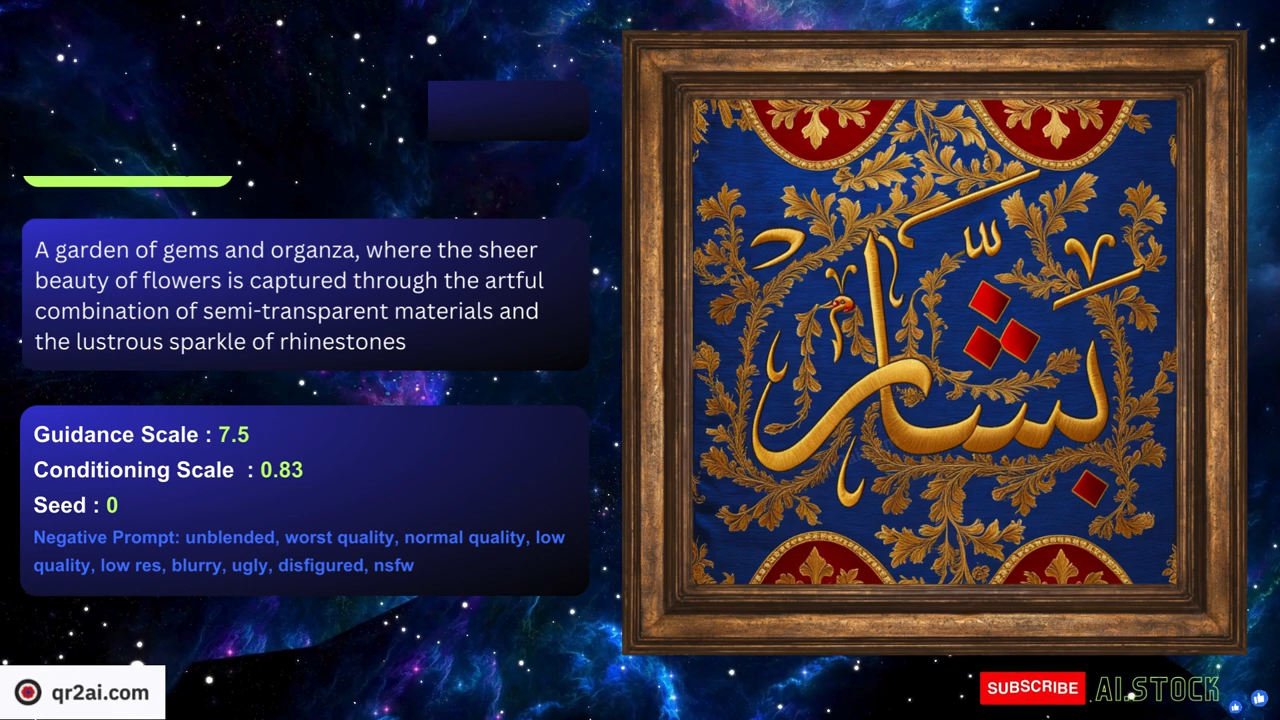 A garden of gems and organza, where the sheer
beauty of flowers is captured through the artful
combination of semi-transparent materials and
the lustrous sparkle of rhinestones
Guidance Scale : 7.5
Conditioning Scale : 0.83
Seed : 0
Negative Prompt: unblended, worst quality, normal quality, low
quality, low res, blurry, ugly, disfigured, nsfw
qr2ai.com
بَشَّار
SUBSCRIBE
AI.STOCK